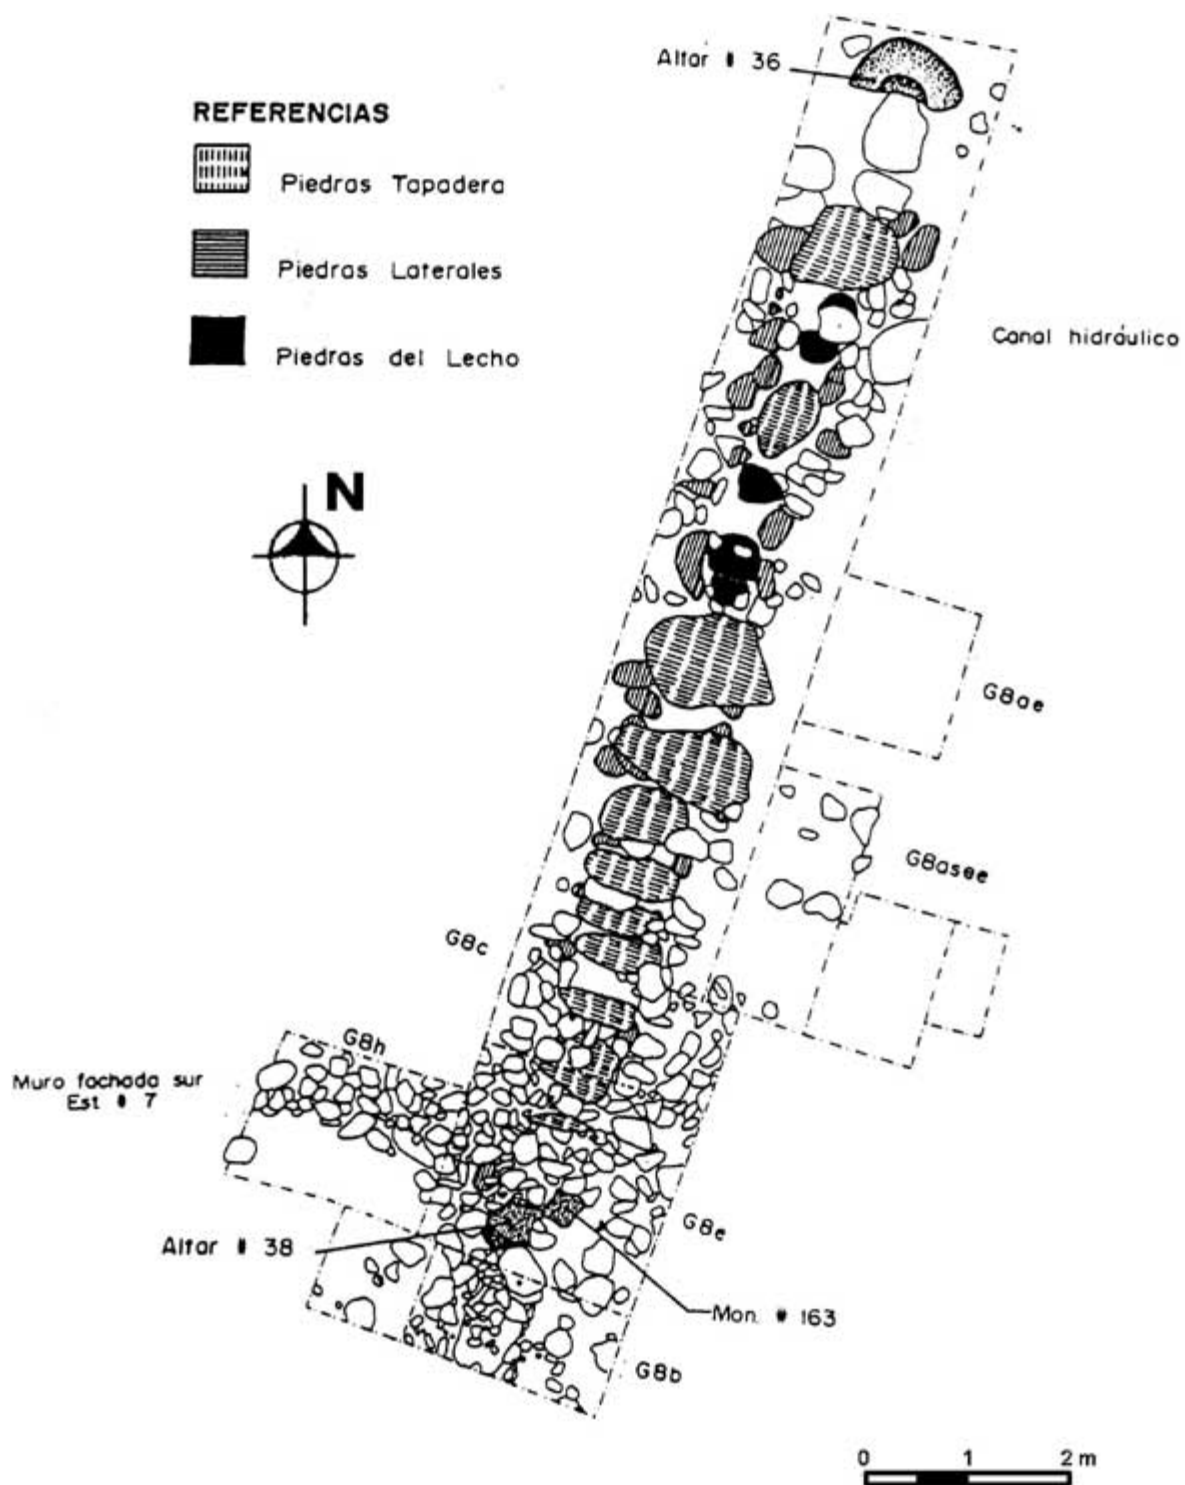 Altar # 36
REFERENCIAS
Piedras Tapadera
Piedras Laterales
Piedras del Lecho
Canal hidráulico
N
G8ae
G8asee
G8c
G8h
Muro fachada sur
Est # 7
G8e
Altar # 38
Mon. # 163
G8b
0 1 2 m